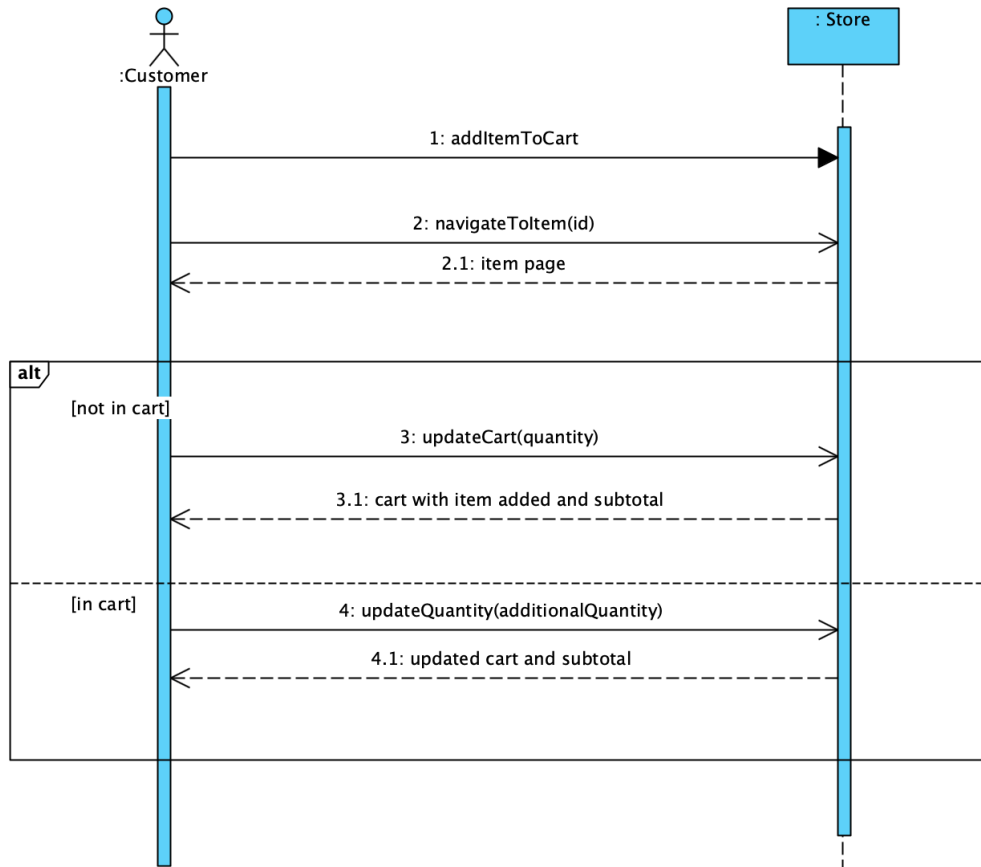 : Store
:Customer
1: addItemToCart
2: navigateToItem(id)
2.1: item page
alt
[not in cart]
3: updateCart(quantity)
3.1: cart with item added and subtotal
[in cart]
4: updateQuantity(additionalQuantity)
4.1: updated cart and subtotal